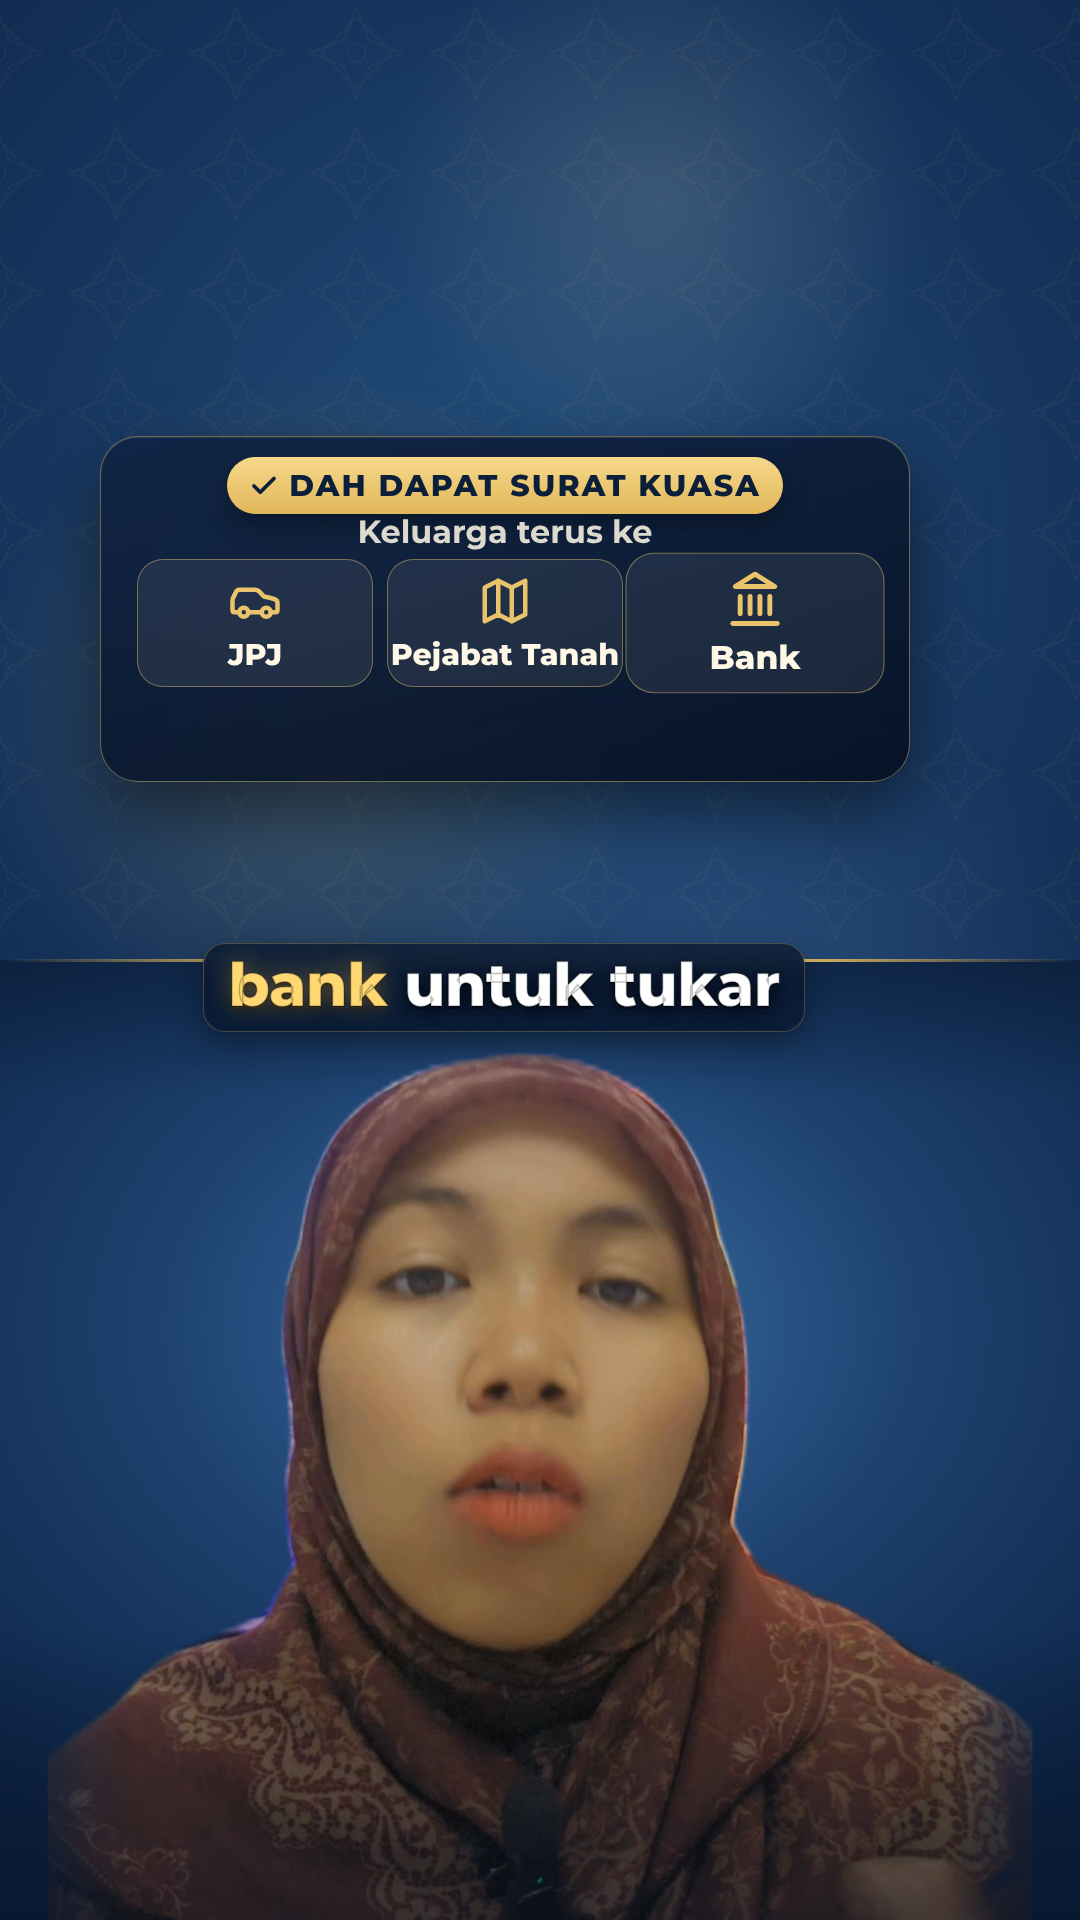 DAH DAPAT SURAT KUASA
Keluarga terus ke
JPJ
Pejabat Tanah
Bank
bank untuk tukar